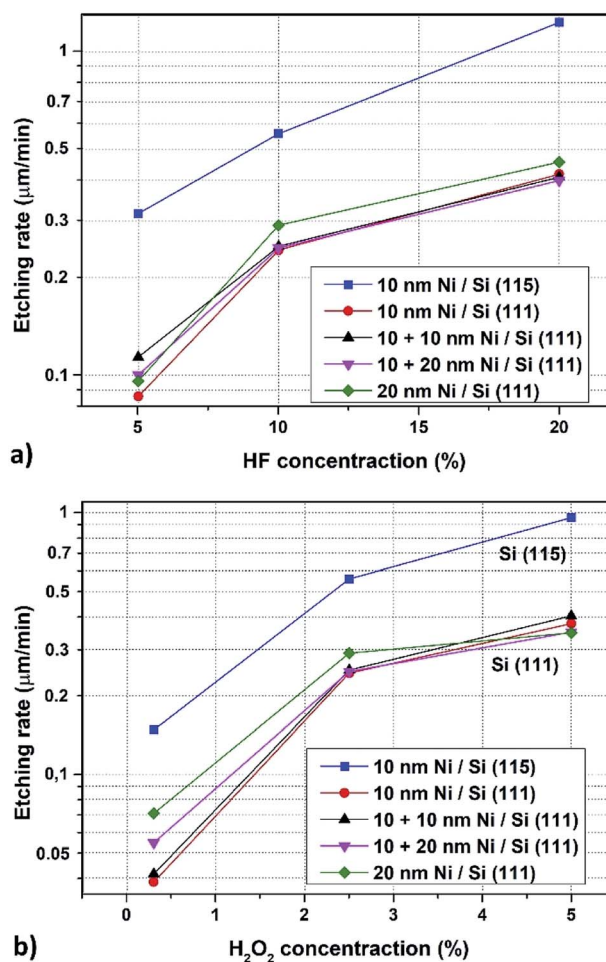 1
0.7
0.5
0.3
0.2
0.1
Etching rate (μm/min)
10 nm Ni / Si (115)
10 nm Ni / Si (111)
10 + 10 nm Ni / Si (111)
10 + 20 nm Ni / Si (111)
20 nm Ni / Si (111)
5 10 15 20
a)
HF concentraction (%)
1
0.7
0.5
0.3
0.2
0.1
0.05
Etching rate (μm/min)
Si (115)
Si (111)
10 nm Ni / Si (115)
10 nm Ni / Si (111)
10 + 10 nm Ni / Si (111)
10 + 20 nm Ni / Si (111)
20 nm Ni / Si (111)
0 1 2 3 4 5
b)
H₂O₂ concentraction (%)